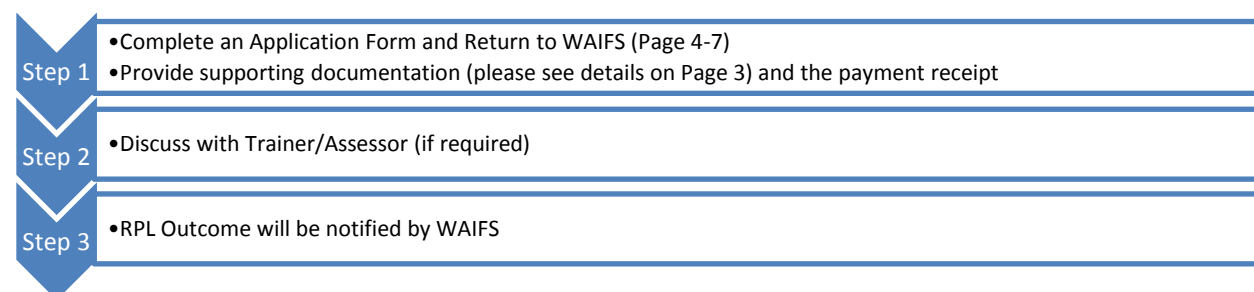 Step 1
•Complete an Application Form and Return to WAIFS (Page 4-7)
•Provide supporting documentation (please see details on Page 3) and the payment receipt
Step 2
•Discuss with Trainer/Assessor (if required)
Step 3
•RPL Outcome will be notified by WAIFS